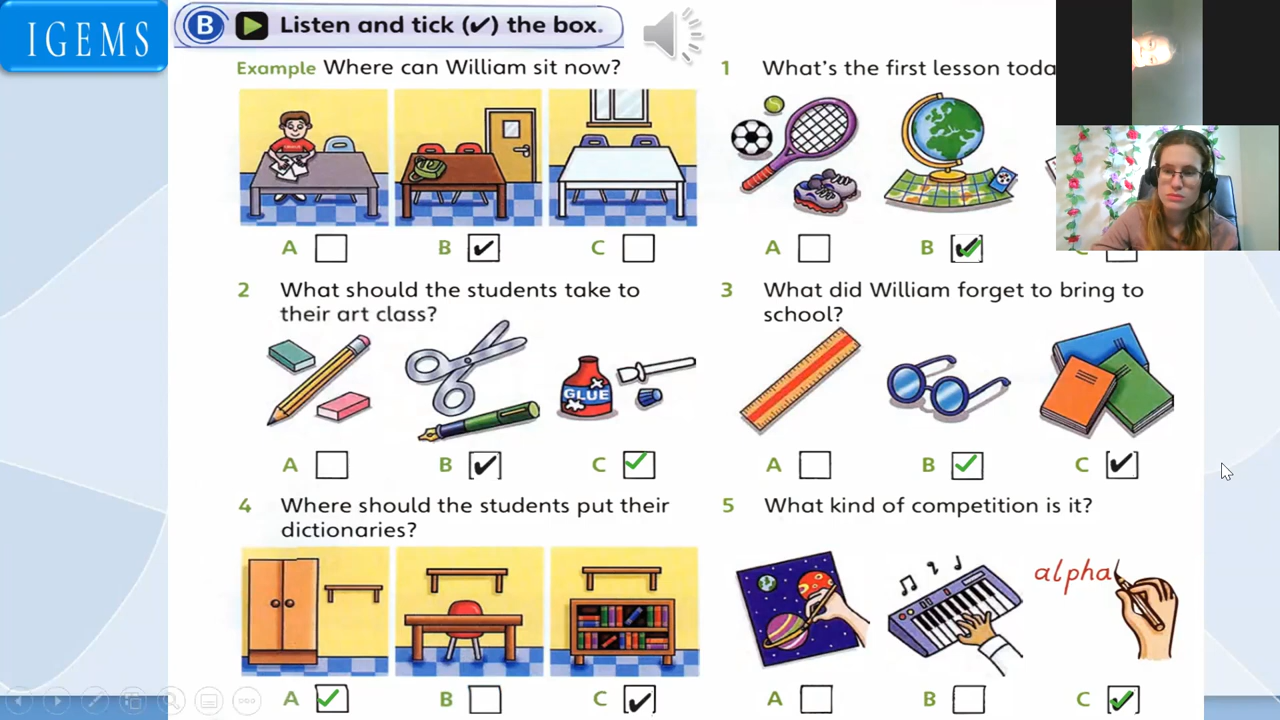 IGEMS
B Listen and tick (✔) the box.
Example Where can William sit now?
A B C
1 What's the first lesson toda
A B
2 What should the students take to
their art class?
GLUE
A B C
3 What did William forget to bring to
school?
A B C
4 Where should the students put their
dictionaries?
A B C
5 What kind of competition is it?
alpha
A B C